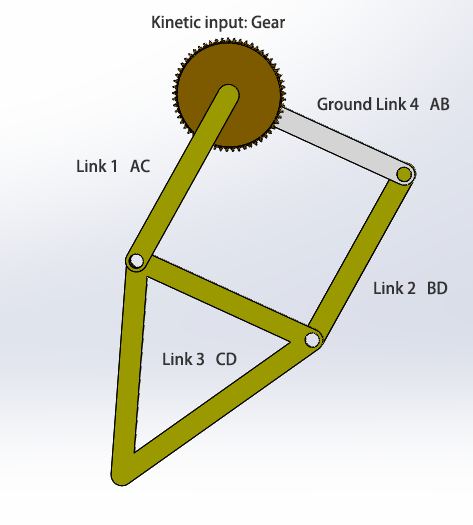 Kinetic input: Gear
Ground Link 4 AB
Link 1 AC
Link 2 BD
Link 3 CD